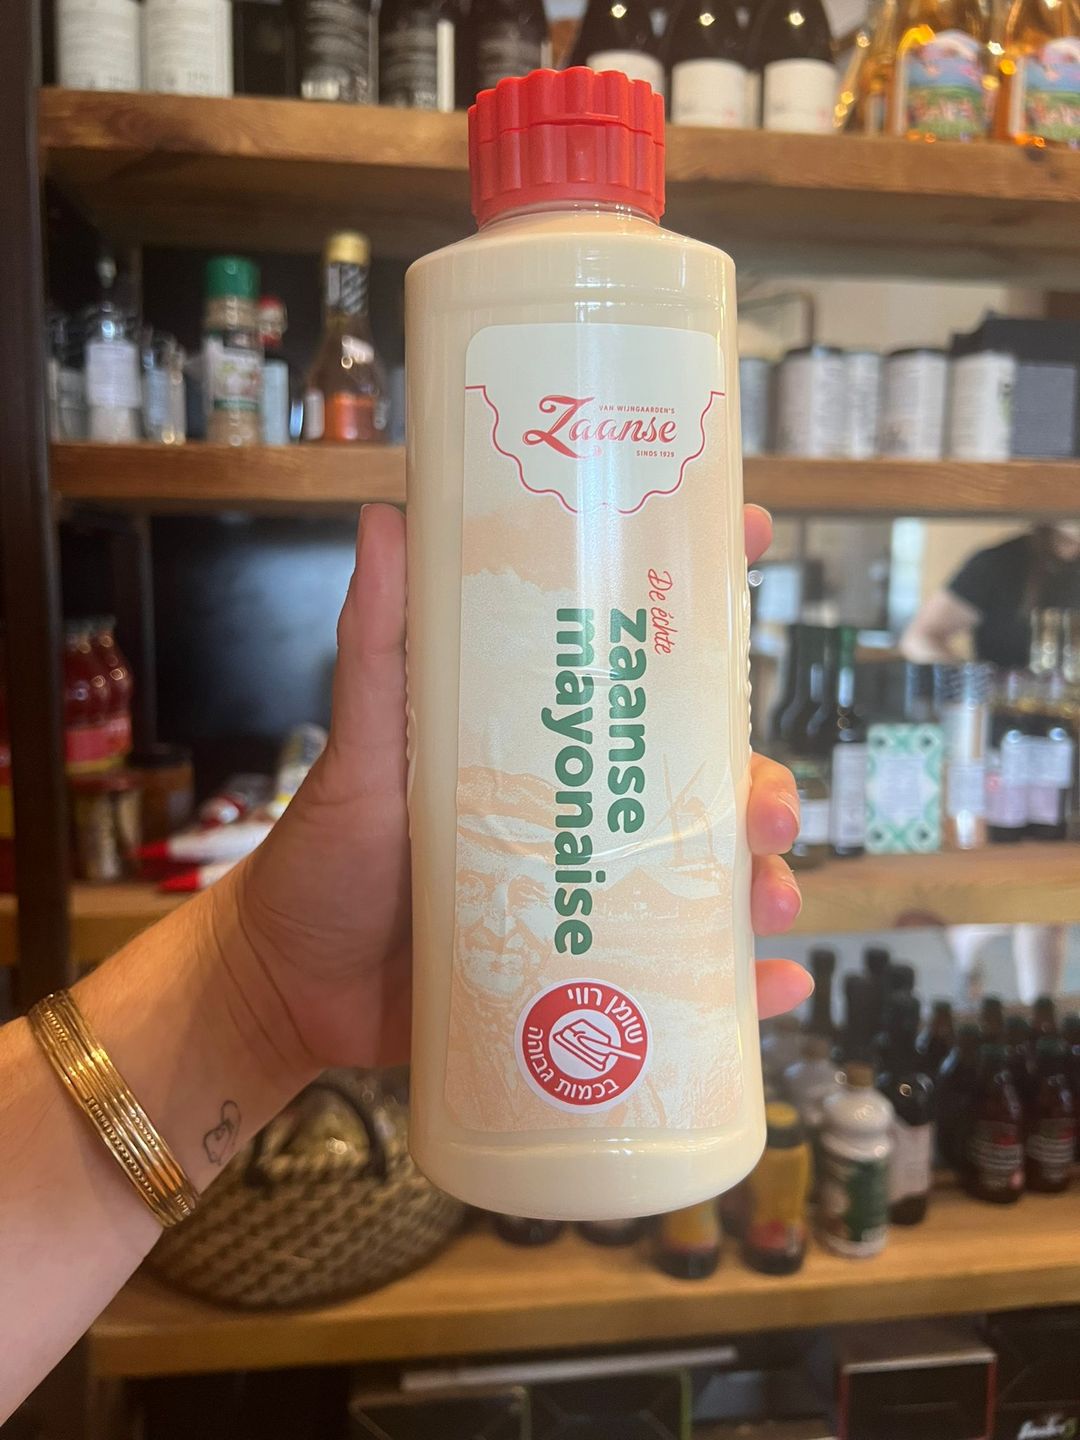 VAN WIJNGAARDEN'S
Zaanse
SINDS 1929
De échte
zaanse
mayonaise
שומן רווי
בכמות גבוהה